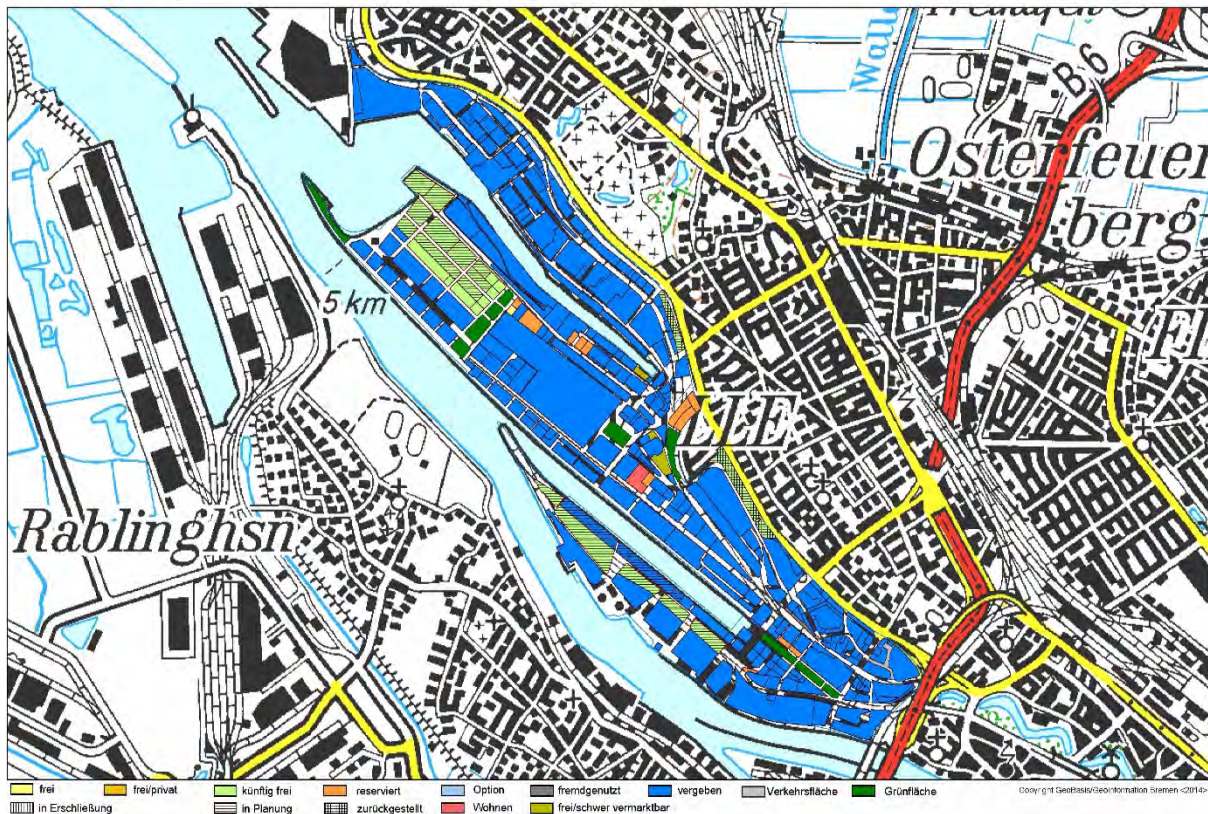 Wau
B 6
Osterfeuer
berg
5 km
Rablinghsn
frei
frei/privat
künftig frei
reserviert
Option
fremdgenutzt
vergeben
Verkehrsfläche
Grünfläche
Copyright GeoBasis/Geoinformation Bremen <2014>
in Erschließung
in Planung
zurückgestellt
Wohnen
frei/schwer vermarktbar